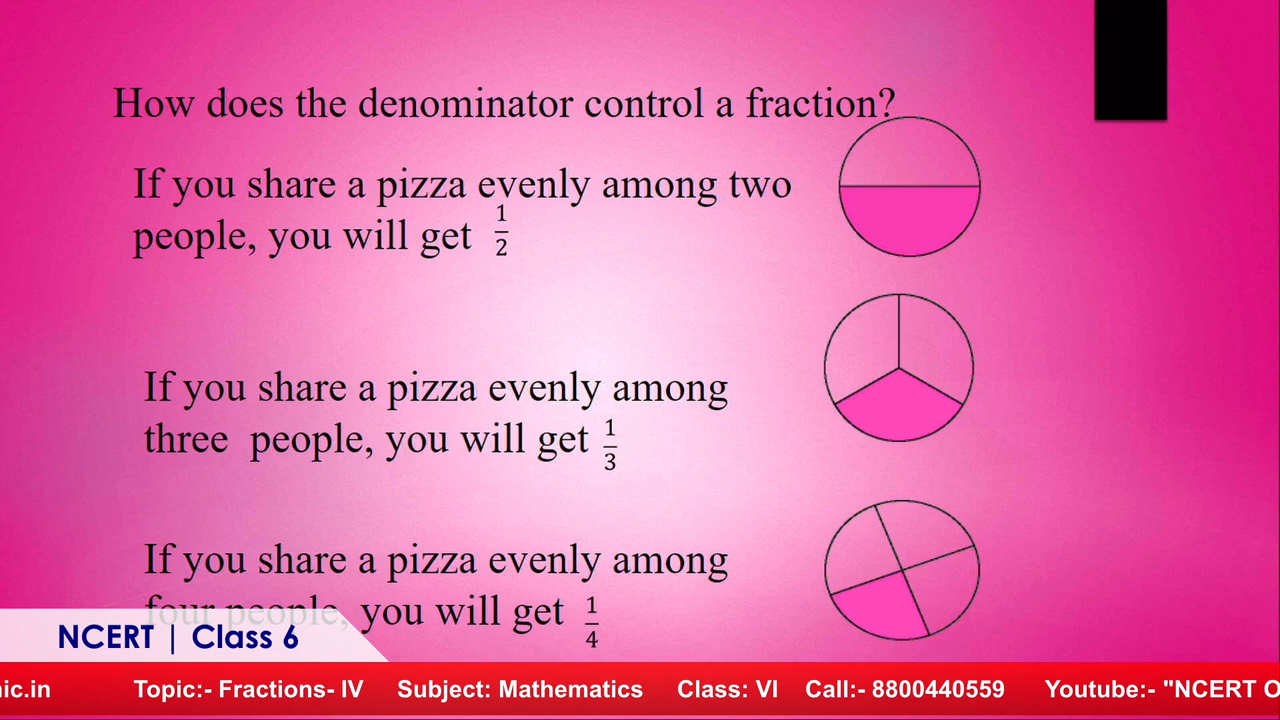 How does the denominator control a fraction?
If you share a pizza evenly among two
people, you will get 1/2
If you share a pizza evenly among
three people, you will get 1/3
If you share a pizza evenly among
four people, you will get 1/4
NCERT | Class 6
ic.in Topic:- Fractions- IV Subject: Mathematics Class: VI Call:- 8800440559 Youtube:- "NCERT O